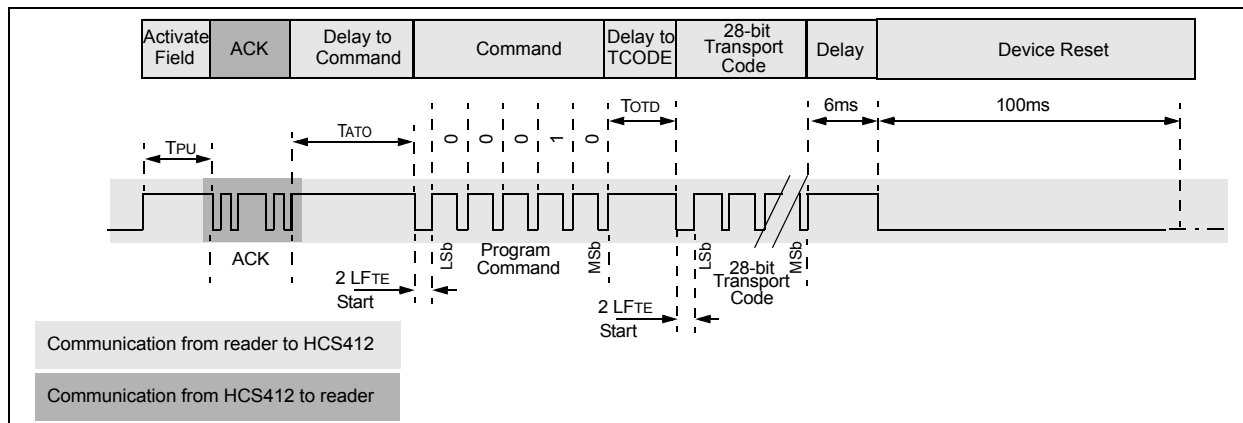 Activate
Field
ACK
Delay to
Command
Command
Delay to
TCODE
28-bit
Transport
Code
Delay
Device Reset
TPU
TATO
0
0
0
1
0
TOTD
6ms
100ms
ACK
LSb
Program
Command
MSb
LSb
28-bit
Transport
Code
MSb
2 LFTE
Start
2 LFTE
Start
Communication from reader to HCS412
Communication from HCS412 to reader